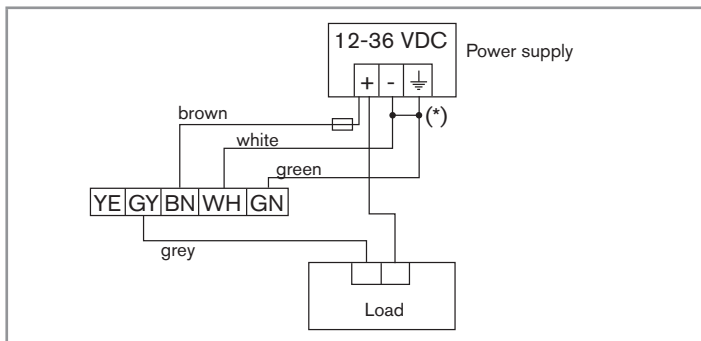 12-36 VDC
Power supply
+ -
(*)
brown
white
green
YE GY BN WH GN
grey
Load